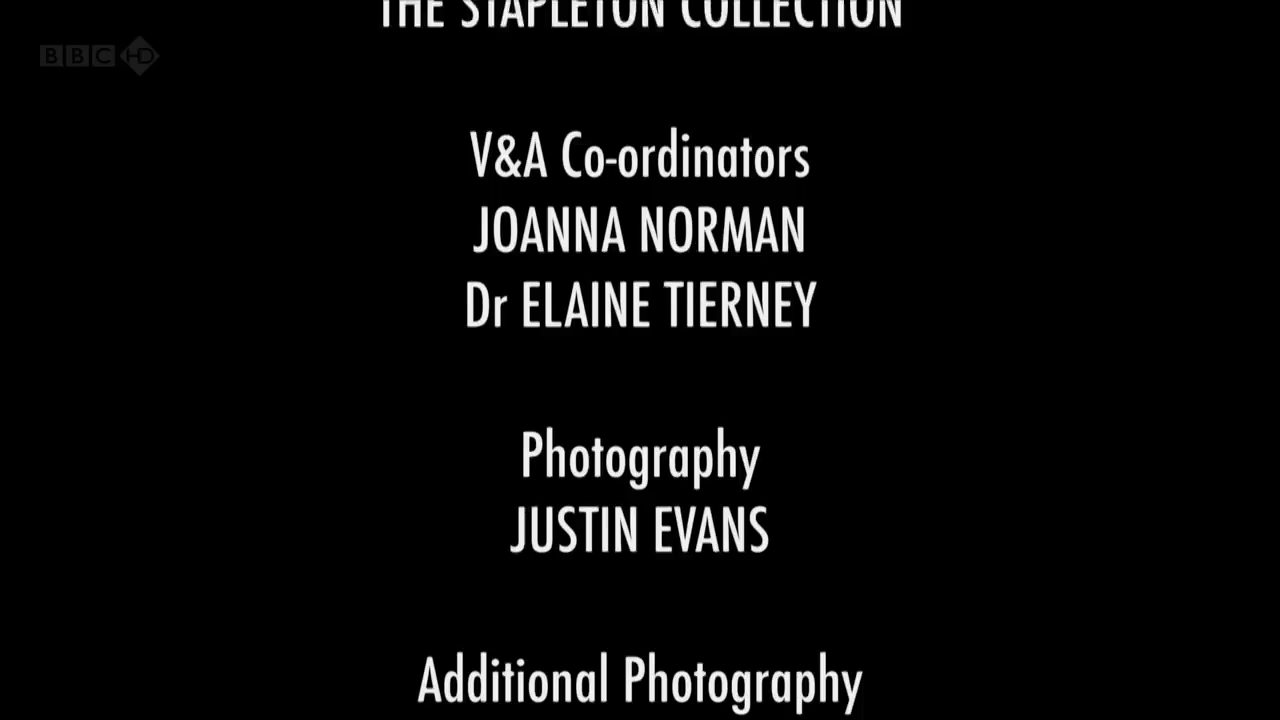 THE STAPLETON COLLECTION
BBC HD
V&A Co-ordinators
JOANNA NORMAN
Dr ELAINE TIERNEY
Photography
JUSTIN EVANS
Additional Photography